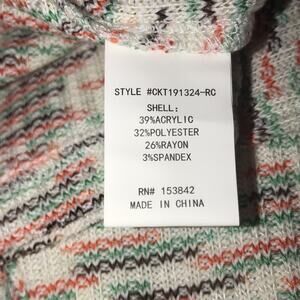 STYLE #CKT191324-RC
SHELL:
39%ACRYLIC
32%POLYESTER
26%RAYON
3%SPANDEX
RN# 153842
MADE IN CHINA